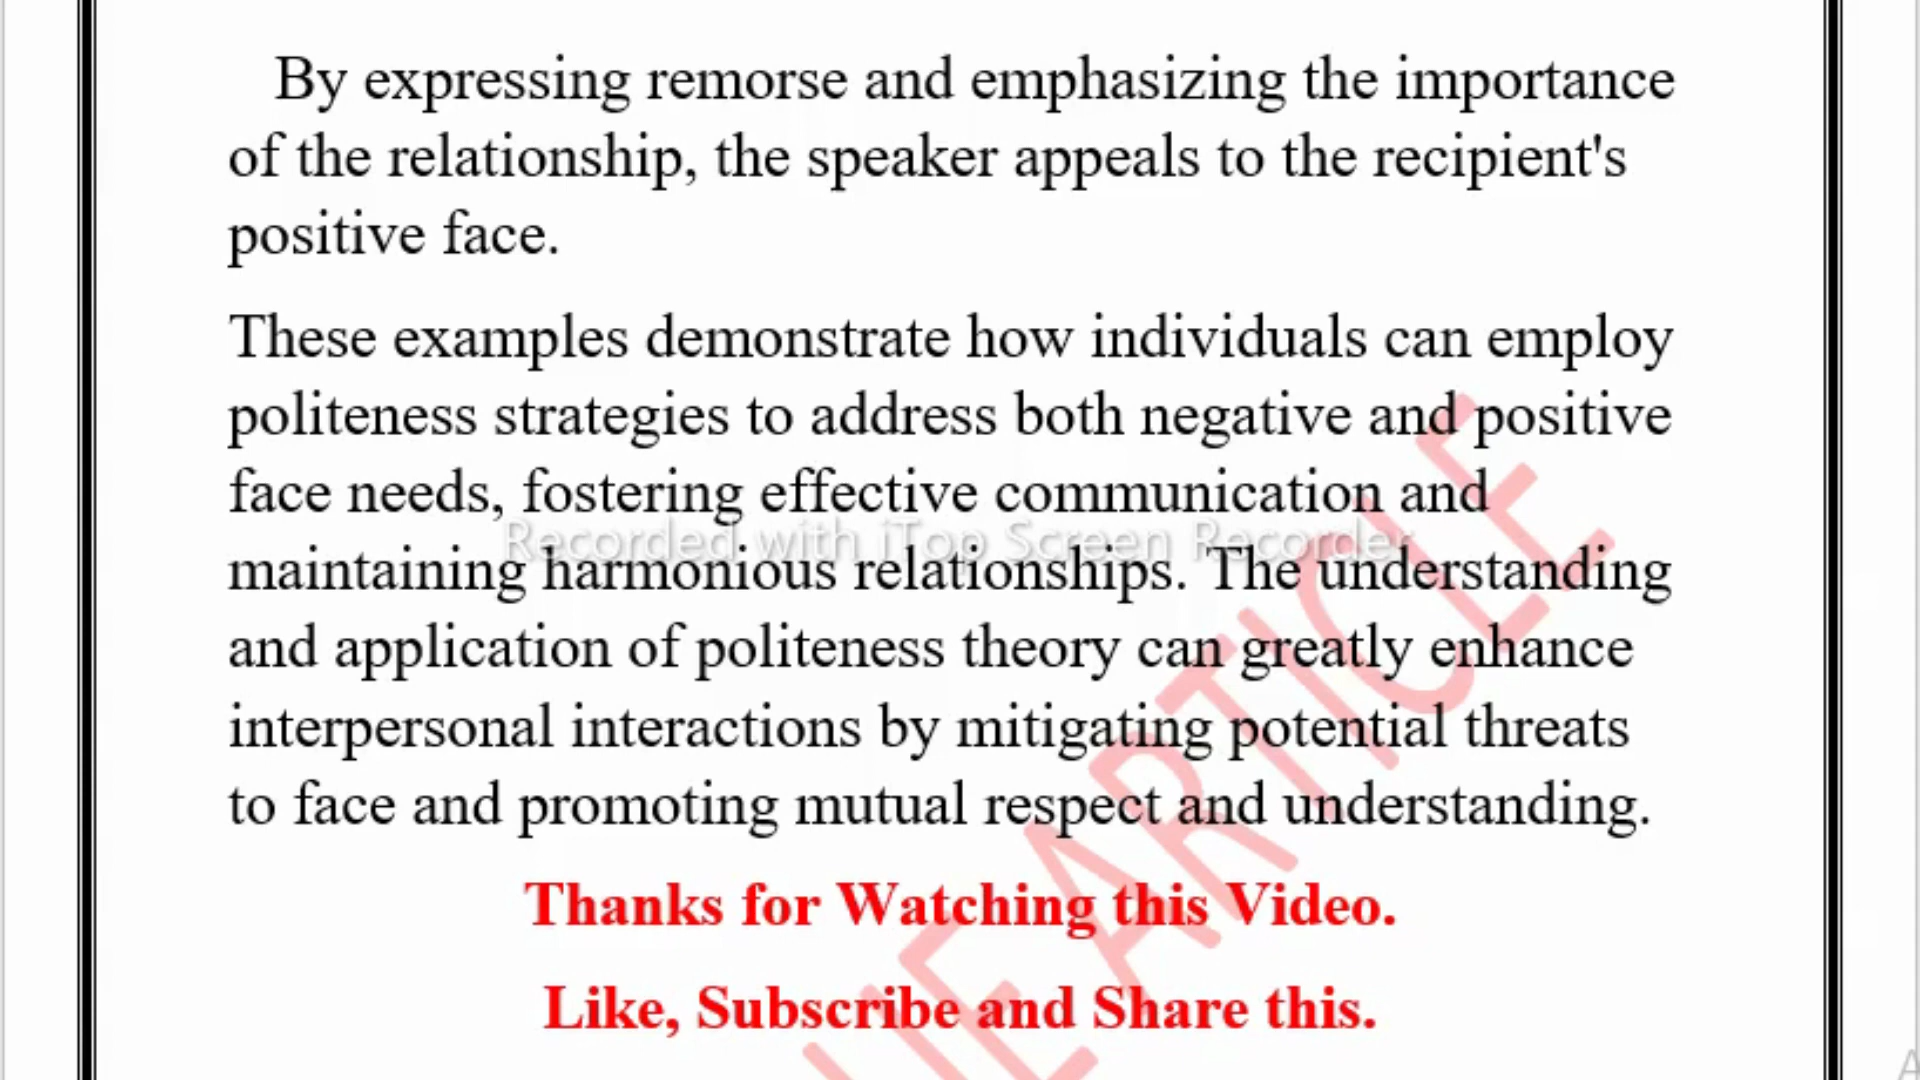 By expressing remorse and emphasizing the importance
of the relationship, the speaker appeals to the recipient's
positive face.
These examples demonstrate how individuals can employ
politeness strategies to address both negative and positive
face needs, fostering effective communication and
Recorded with iTop Screen Recorder
maintaining harmonious relationships. The understanding
and application of politeness theory can greatly enhance
interpersonal interactions by mitigating potential threats
to face and promoting mutual respect and understanding.
Thanks for Watching this Video.
Like, Subscribe and Share this.
ARTICLE